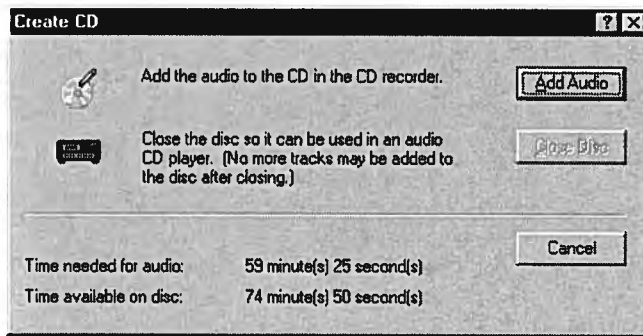 Create CD
Add the audio to the CD in the CD recorder.
Add Audio
Close the disc so it can be used in an audio
CD player. (No more tracks may be added to
the disc after closing.)
Close Disc
Cancel
Time needed for audio: 59 minute(s) 25 second(s)
Time available on disc: 74 minute(s) 50 second(s)